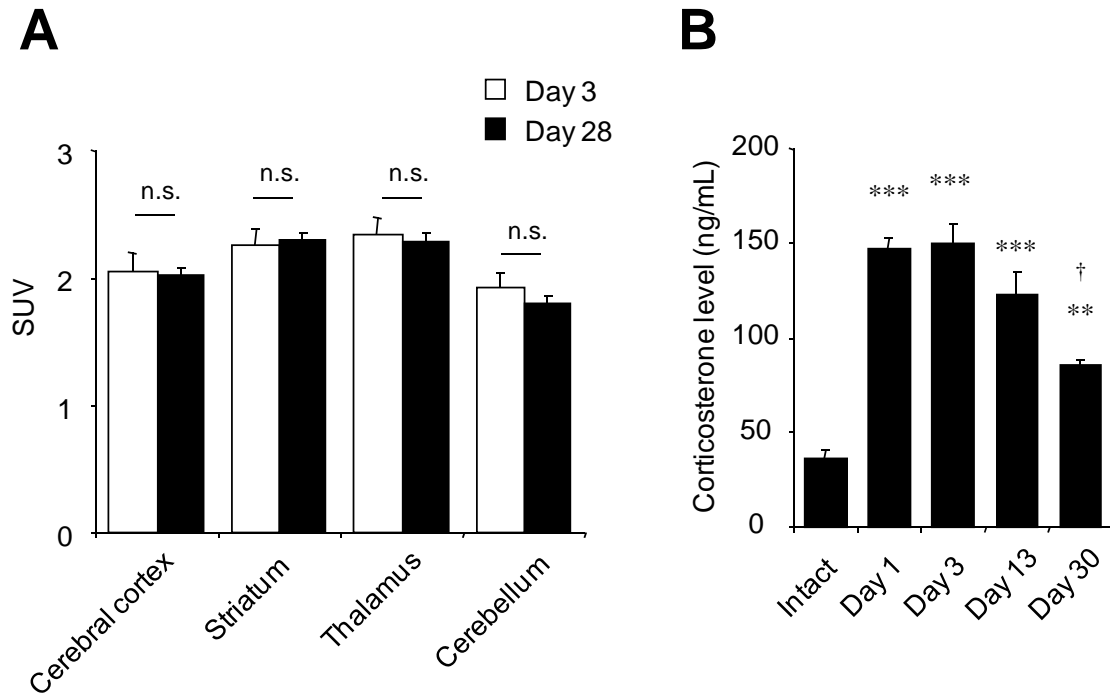 A
Day 3
Day 28
3
2
1
0
SUV
n.s.
n.s.
n.s.
n.s.
Cerebral cortex
Striatum
Thalamus
Cerebellum
B
200
150
100
50
0
Corticosterone level (ng/mL)
***
***
***
†
**
Intact
Day 1
Day 3
Day 13
Day 30